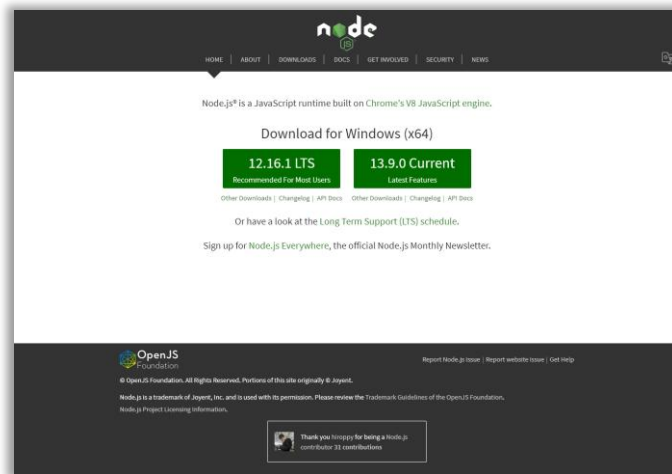 node
JS
HOME | ABOUT | DOWNLOADS | DOCS | GET INVOLVED | SECURITY | NEWS
Node.js® is a JavaScript runtime built on Chrome's V8 JavaScript engine.
Download for Windows (x64)
12.16.1 LTS
Recommended For Most Users
13.9.0 Current
Latest Features
Other Downloads | Changelog | API Docs
Other Downloads | Changelog | API Docs
Or have a look at the Long Term Support (LTS) schedule.
Sign up for Node.js Everywhere, the official Node.js Monthly Newsletter.
OpenJS
Foundation
Report Node.js issue | Report website issue | Get Help
© OpenJS Foundation. All Rights Reserved. Portions of this site originally © Joyent.
Node.js is a trademark of Joyent, Inc. and is used with its permission. Please review the Trademark Guidelines of the OpenJS Foundation.
Node.js Project Licensing Information.
Thank you hiroppy for being a Node.js
contributor 31 contributions